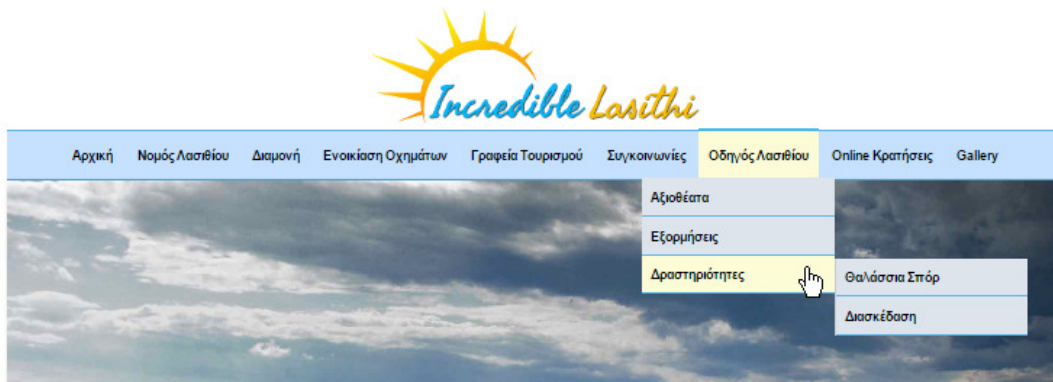 Incredible Lasithi
Αρχική Νομός Λασιθίου Διαμονή Ενοικίαση Οχημάτων Γραφεία Τουρισμού Συγκοινωνίες Οδηγός Λασιθίου Online Κρατήσεις Gallery
Αξιοθέατα
Εξορμήσεις
Δραστηριότητες
Θαλάσσια Σπόρ
Διασκέδαση